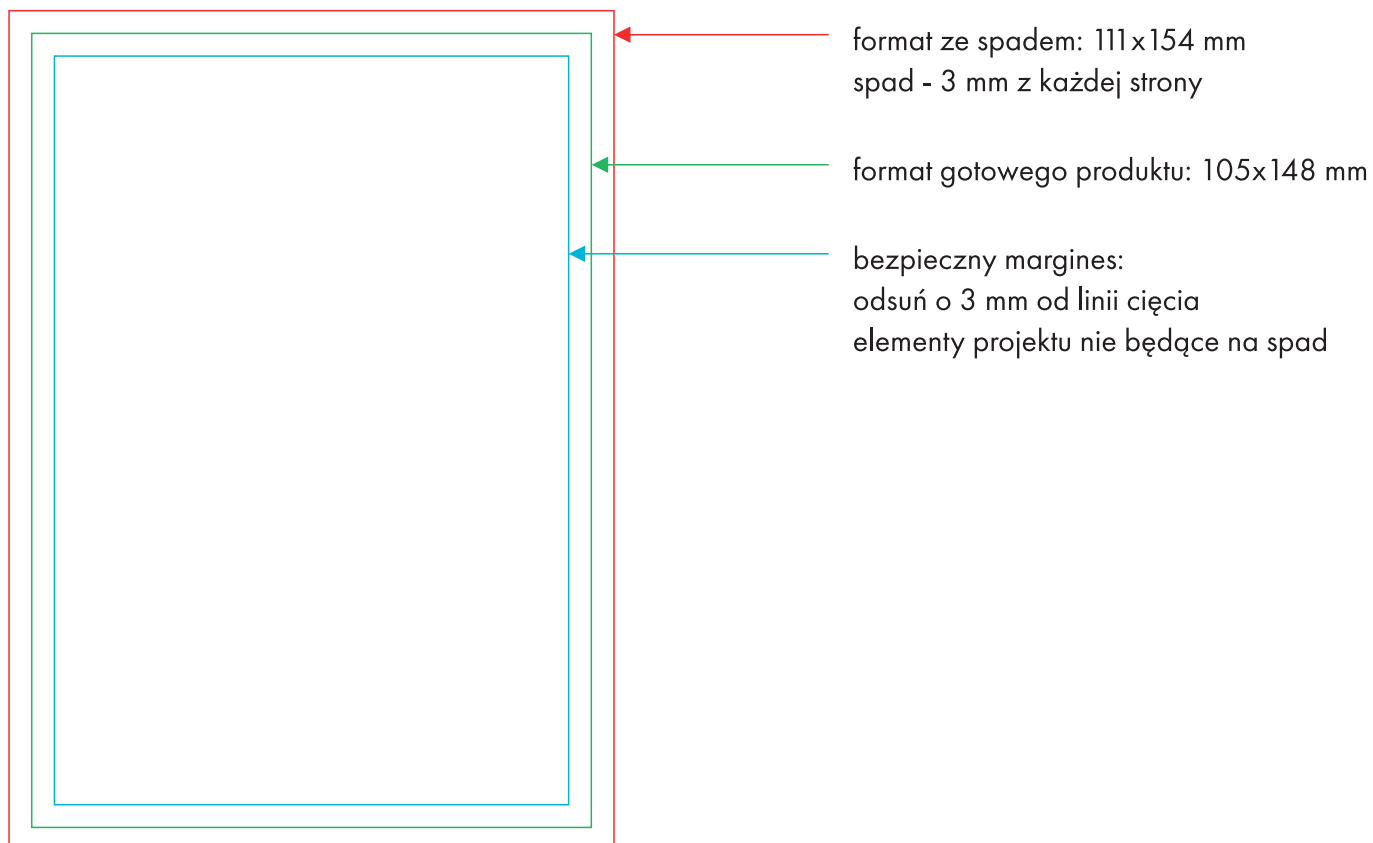 format ze spadem: 111x154 mm
spad - 3 mm z każdej strony
format gotowego produktu: 105x148 mm
bezpieczny margines:
odsuń o 3 mm od linii cięcia
elementy projektu nie będące na spad